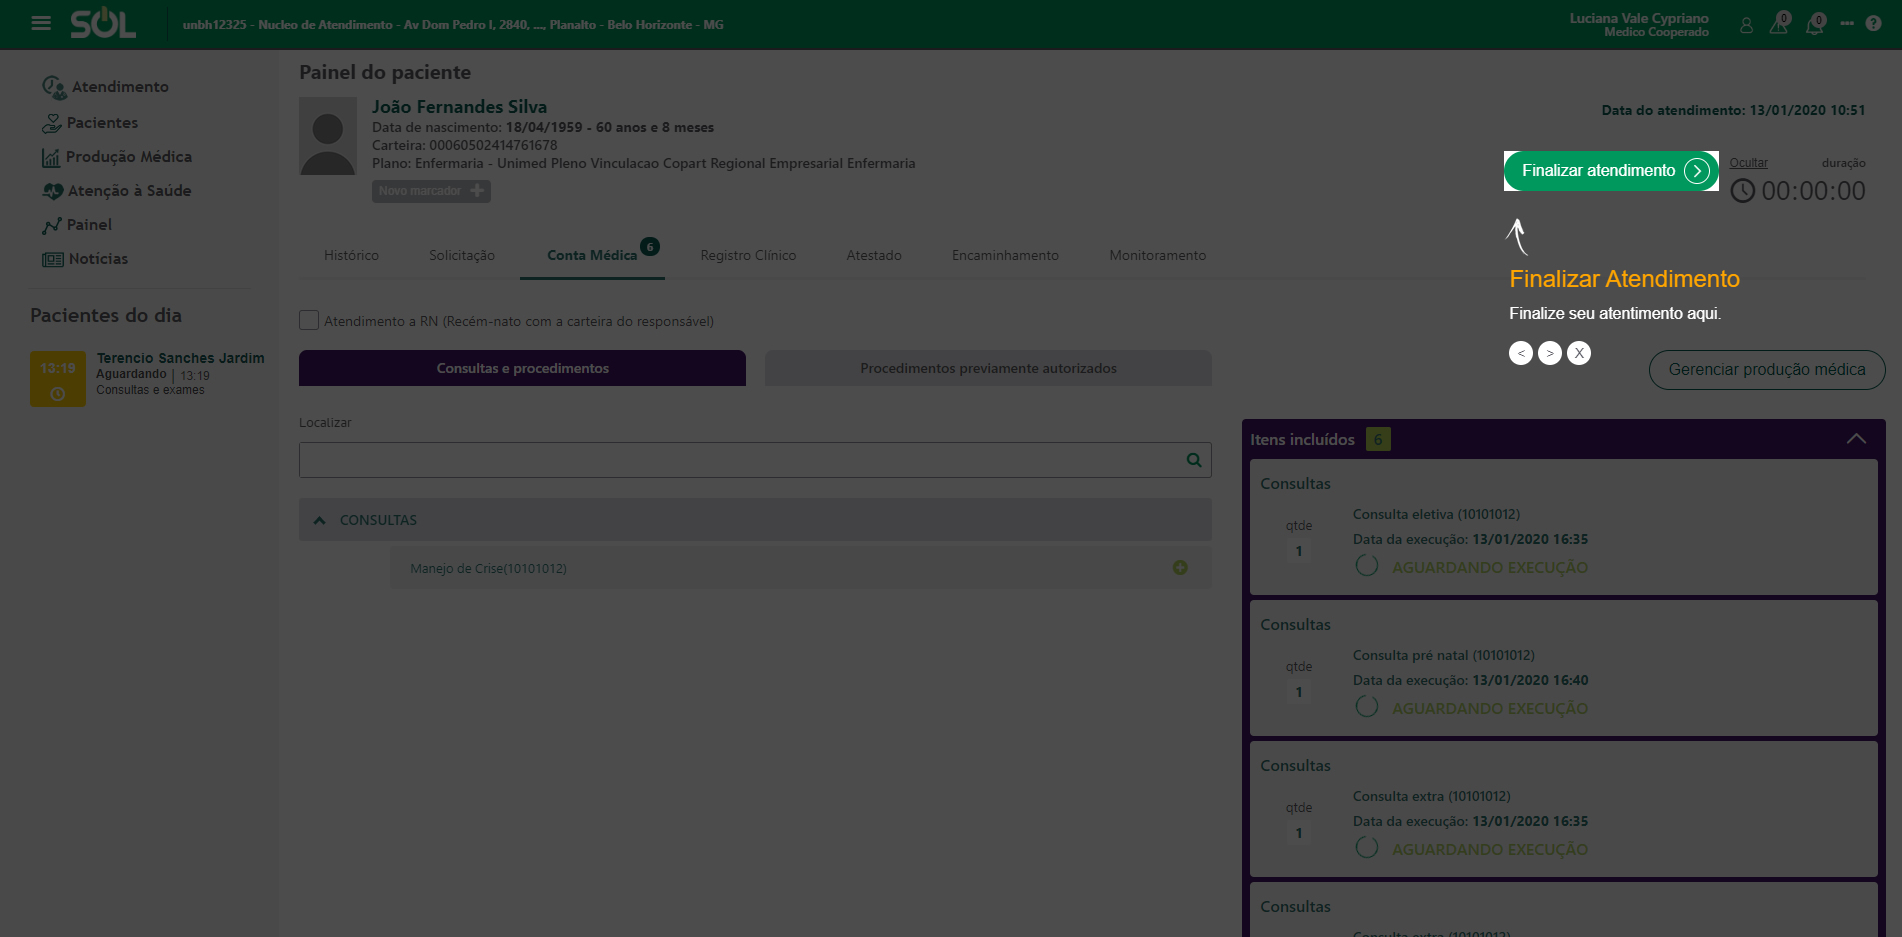 SOL
unbh12325 - Nucleo de Atendimento - Av Dom Pedro I, 2840, ..., Planalto - Belo Horizonte - MG
Luciana Vale Cypriano
Medico Cooperado
0
0
?
Atendimento
Pacientes
Produção Médica
Atenção à Saúde
Painel
Notícias
Pacientes do dia
13:19
Terencio Sanches Jardim
Aguardando | 13:19
Consultas e exames
Painel do paciente
João Fernandes Silva
Data de nascimento: 18/04/1959 - 60 anos e 8 meses
Carteira: 00060502414761678
Plano: Enfermaria - Unimed Pleno Vinculacao Copart Regional Empresarial Enfermaria
Novo marcador
Data do atendimento: 13/01/2020 10:51
Finalizar atendimento
Ocultar
duração
00:00:00
Histórico
Solicitação
Conta Médica
6
Registro Clínico
Atestado
Encaminhamento
Monitoramento
Finalizar Atendimento
Finalize seu atentimento aqui.
< > X
Atendimento a RN (Recém-nato com a carteira do responsável)
Consultas e procedimentos
Procedimentos previamente autorizados
Gerenciar produção médica
Localizar
CONSULTAS
Manejo de Crise(10101012)
Itens incluídos 6
Consultas
qtde
1
Consulta eletiva (10101012)
Data da execução: 13/01/2020 16:35
AGUARDANDO EXECUÇÃO
Consultas
qtde
1
Consulta pré natal (10101012)
Data da execução: 13/01/2020 16:40
AGUARDANDO EXECUÇÃO
Consultas
qtde
1
Consulta extra (10101012)
Data da execução: 13/01/2020 16:35
AGUARDANDO EXECUÇÃO
Consultas
Consulta extra (10101012)